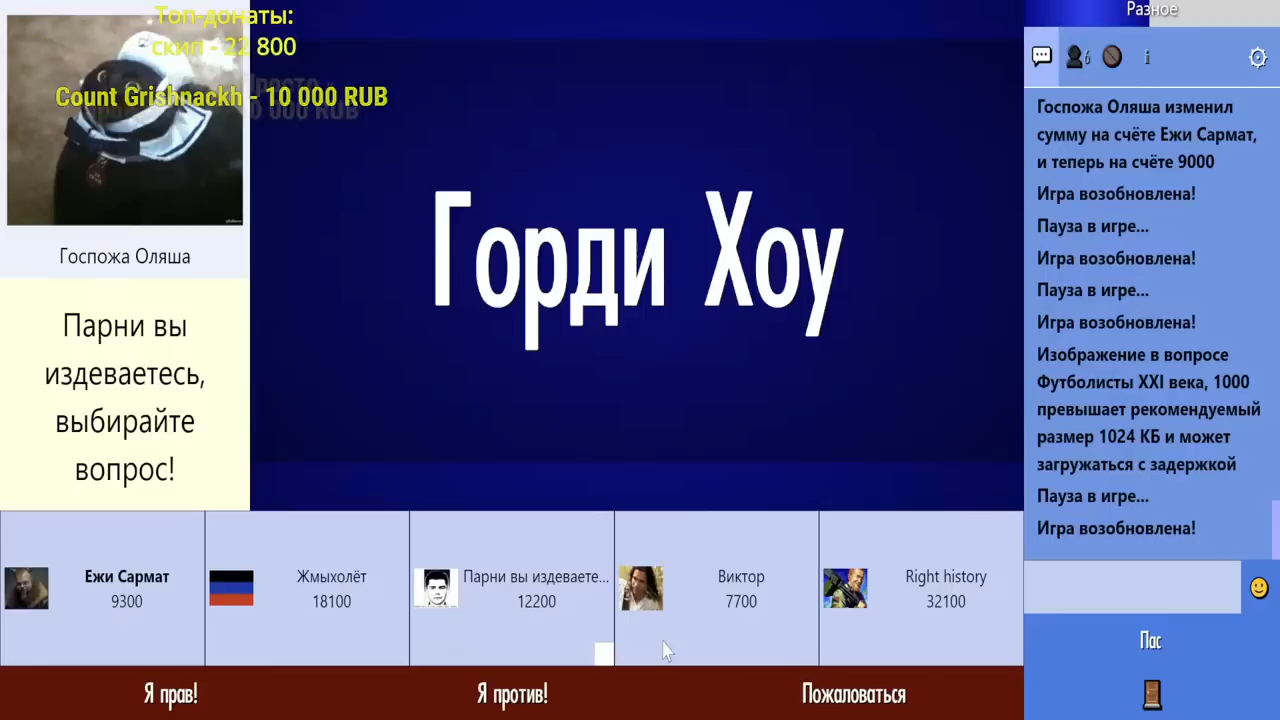 Топ-донаты:
скип - 22 800
Count Grishnackh - 10 000 RUB
Госпожа Оляша
Парни вы
издеваетесь,
выбирайте
вопрос!
Горди Хоу
Разное
6
i
Госпожа Оляша изменил
сумму на счёте Ежи Сармат,
и теперь на счёте 9000
Игра возобновлена!
Пауза в игре...
Игра возобновлена!
Пауза в игре...
Игра возобновлена!
Изображение в вопросе
Футболисты XXI века, 1000
превышает рекомендуемый
размер 1024 КБ и может
загружаться с задержкой
Пауза в игре...
Игра возобновлена!
Ежи Сармат
9300
Жмыхолёт
18100
Парни вы издеваете...
12200
Виктор
7700
Right history
32100
Пас
Я прав!
Я против!
Пожаловаться